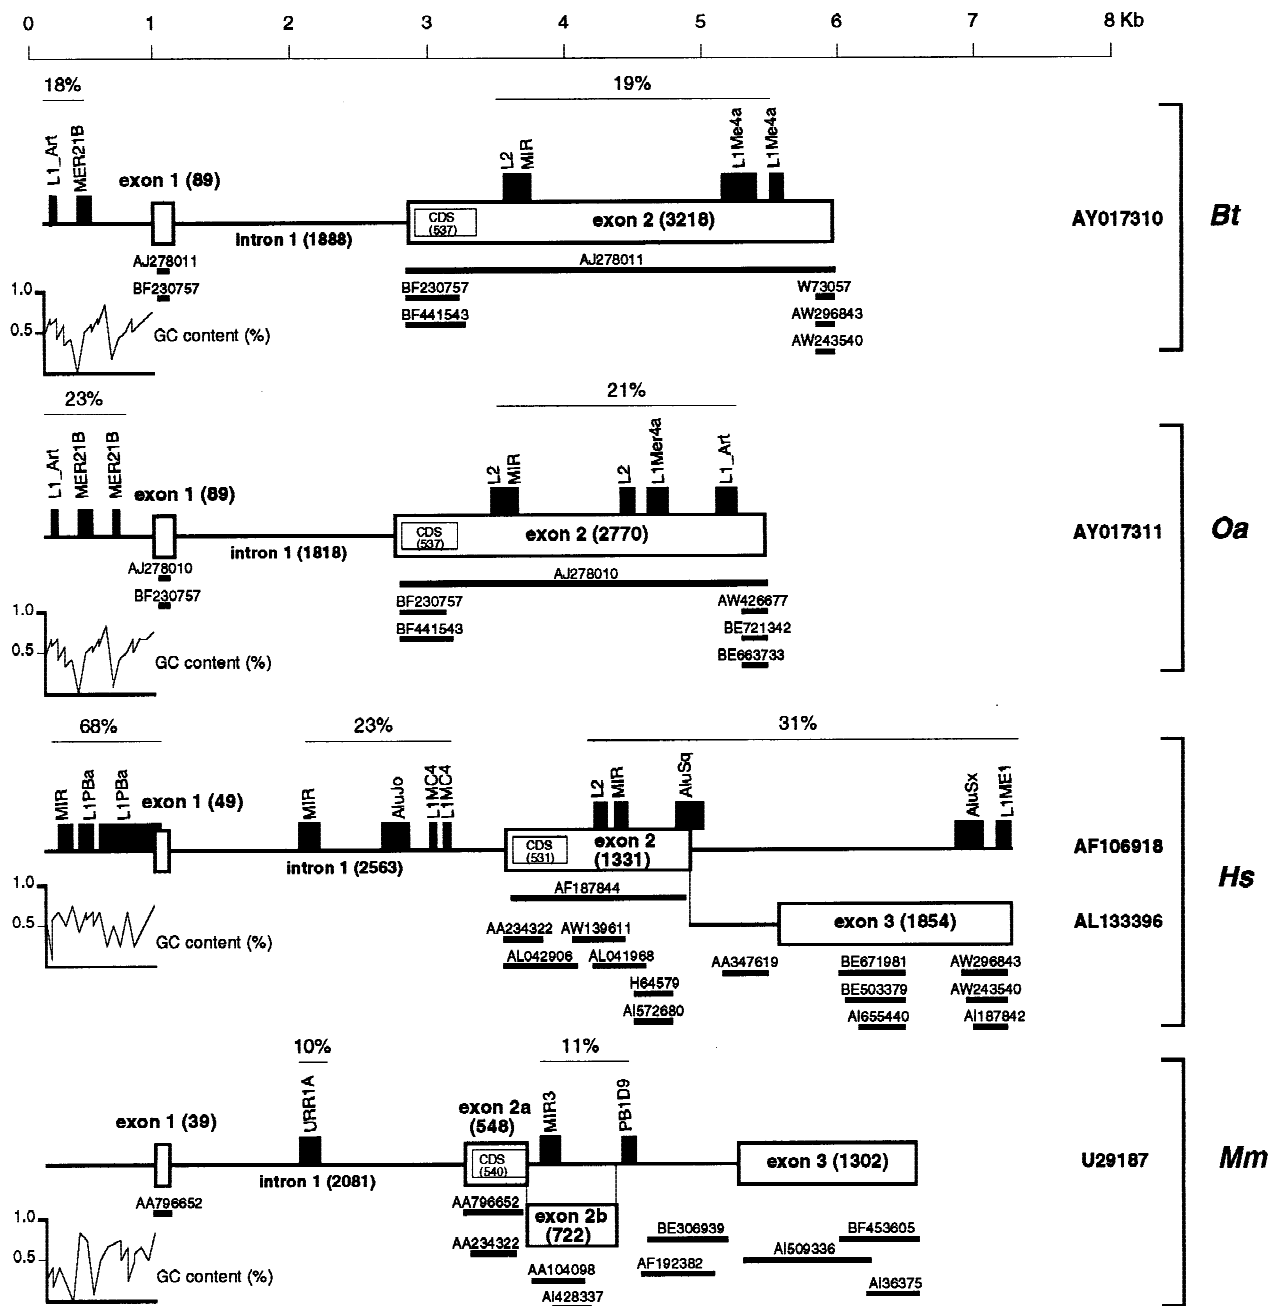 0 1 2 3 4 5 6 7 8 Kb
18% 19%
L1_Art MER21B L2 MIR L1Me4a L1Me4a
exon 1 (89)
CDS (537) exon 2 (3218)
intron 1 (1888)
AY017310 Bt
AJ278011 AJ278011
BF230757 BF230757 W73057
BF441543 AW296843
AW243540
1.0
0.5 GC content (%)
23% 21%
L1_Art MER21B MER21B L2 MIR L2 L1Mer4a L1_Art
exon 1 (89)
CDS (537) exon 2 (2770)
intron 1 (1818)
AY017311 Oa
AJ278010 AJ278010
BF230757 BF230757 AW426677
BF441543 BE721342
BE663733
1.0
0.5 GC content (%)
68% 23% 31%
MIR L1PBa L1PBa MIR AluJo L1MC4 L1MC4 L2 MIR AluSq AluSx L1ME1
exon 1 (49)
CDS (531) exon 2 (1331)
intron 1 (2563)
AF106918 Hs
AF187844
exon 3 (1854) AL133396
1.0
0.5 GC content (%)
AA234322 AW139611
AL042906 AL041968 AA347619 BE671981 AW296843
H64579 BE503379 AW243540
AI572680 AI655440 AI187842
10% 11%
URR1A MIR3 PB1D9
exon 1 (39) exon 2a (548)
CDS (540) exon 3 (1302)
intron 1 (2081)
U29187 Mm
AA796652 AA796652
exon 2b (722)
AA234322 BE306939 BF453605
AF192382 AI509336
AA104098 AI36375
AI428337
1.0
0.5 GC content (%)